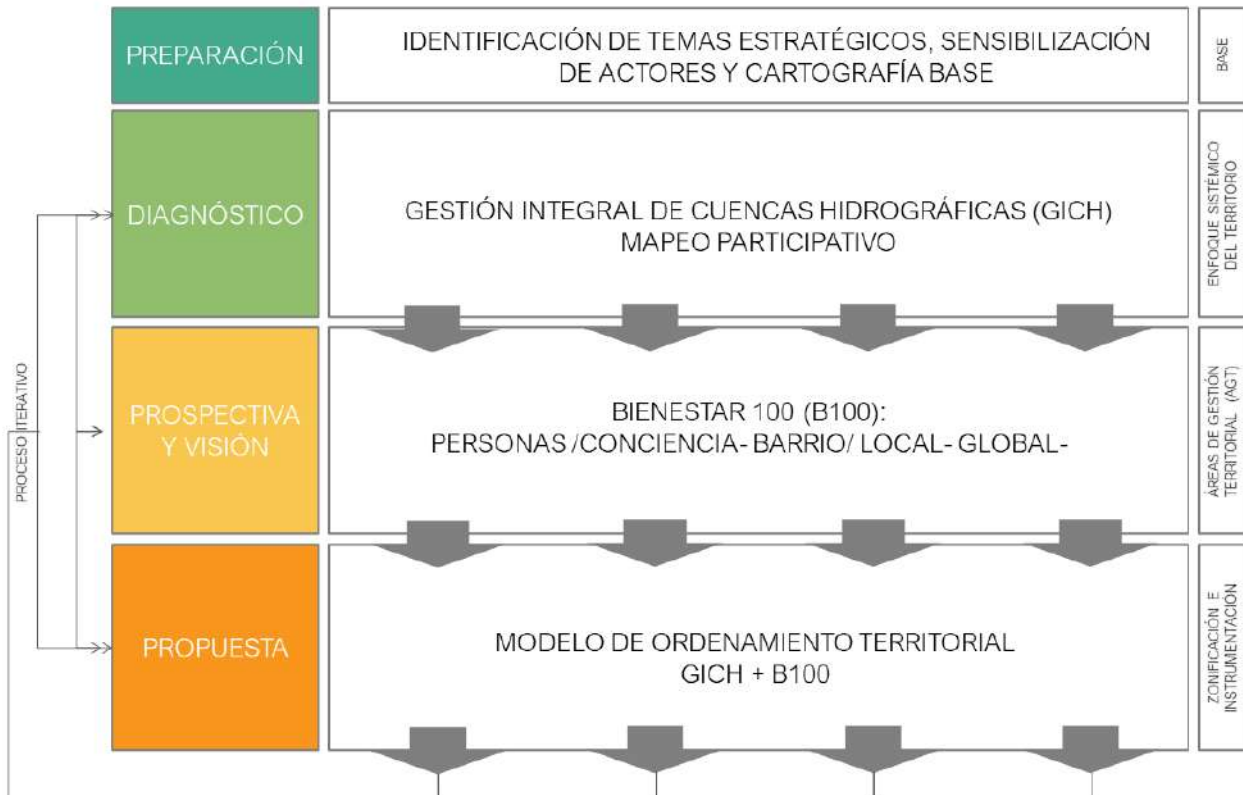 PREPARACIÓN
IDENTIFICACIÓN DE TEMAS ESTRATÉGICOS, SENSIBILIZACIÓN
DE ACTORES Y CARTOGRAFÍA BASE
BASE
DIAGNÓSTICO
GESTIÓN INTEGRAL DE CUENCAS HIDROGRÁFICAS (GICH)
MAPEO PARTICIPATIVO
ENFOQUE SISTÉMICO
DEL TERRITORIO
PROCESO ITERATIVO
PROSPECTIVA
Y VISIÓN
BIENESTAR 100 (B100):
PERSONAS /CONCIENCIA- BARRIO/ LOCAL- GLOBAL-
ÁREAS DE GESTIÓN
TERRITORIAL (AGT)
PROPUESTA
MODELO DE ORDENAMIENTO TERRITORIAL
GICH + B100
ZONIFICACIÓN E
INSTRUMENTACIÓN